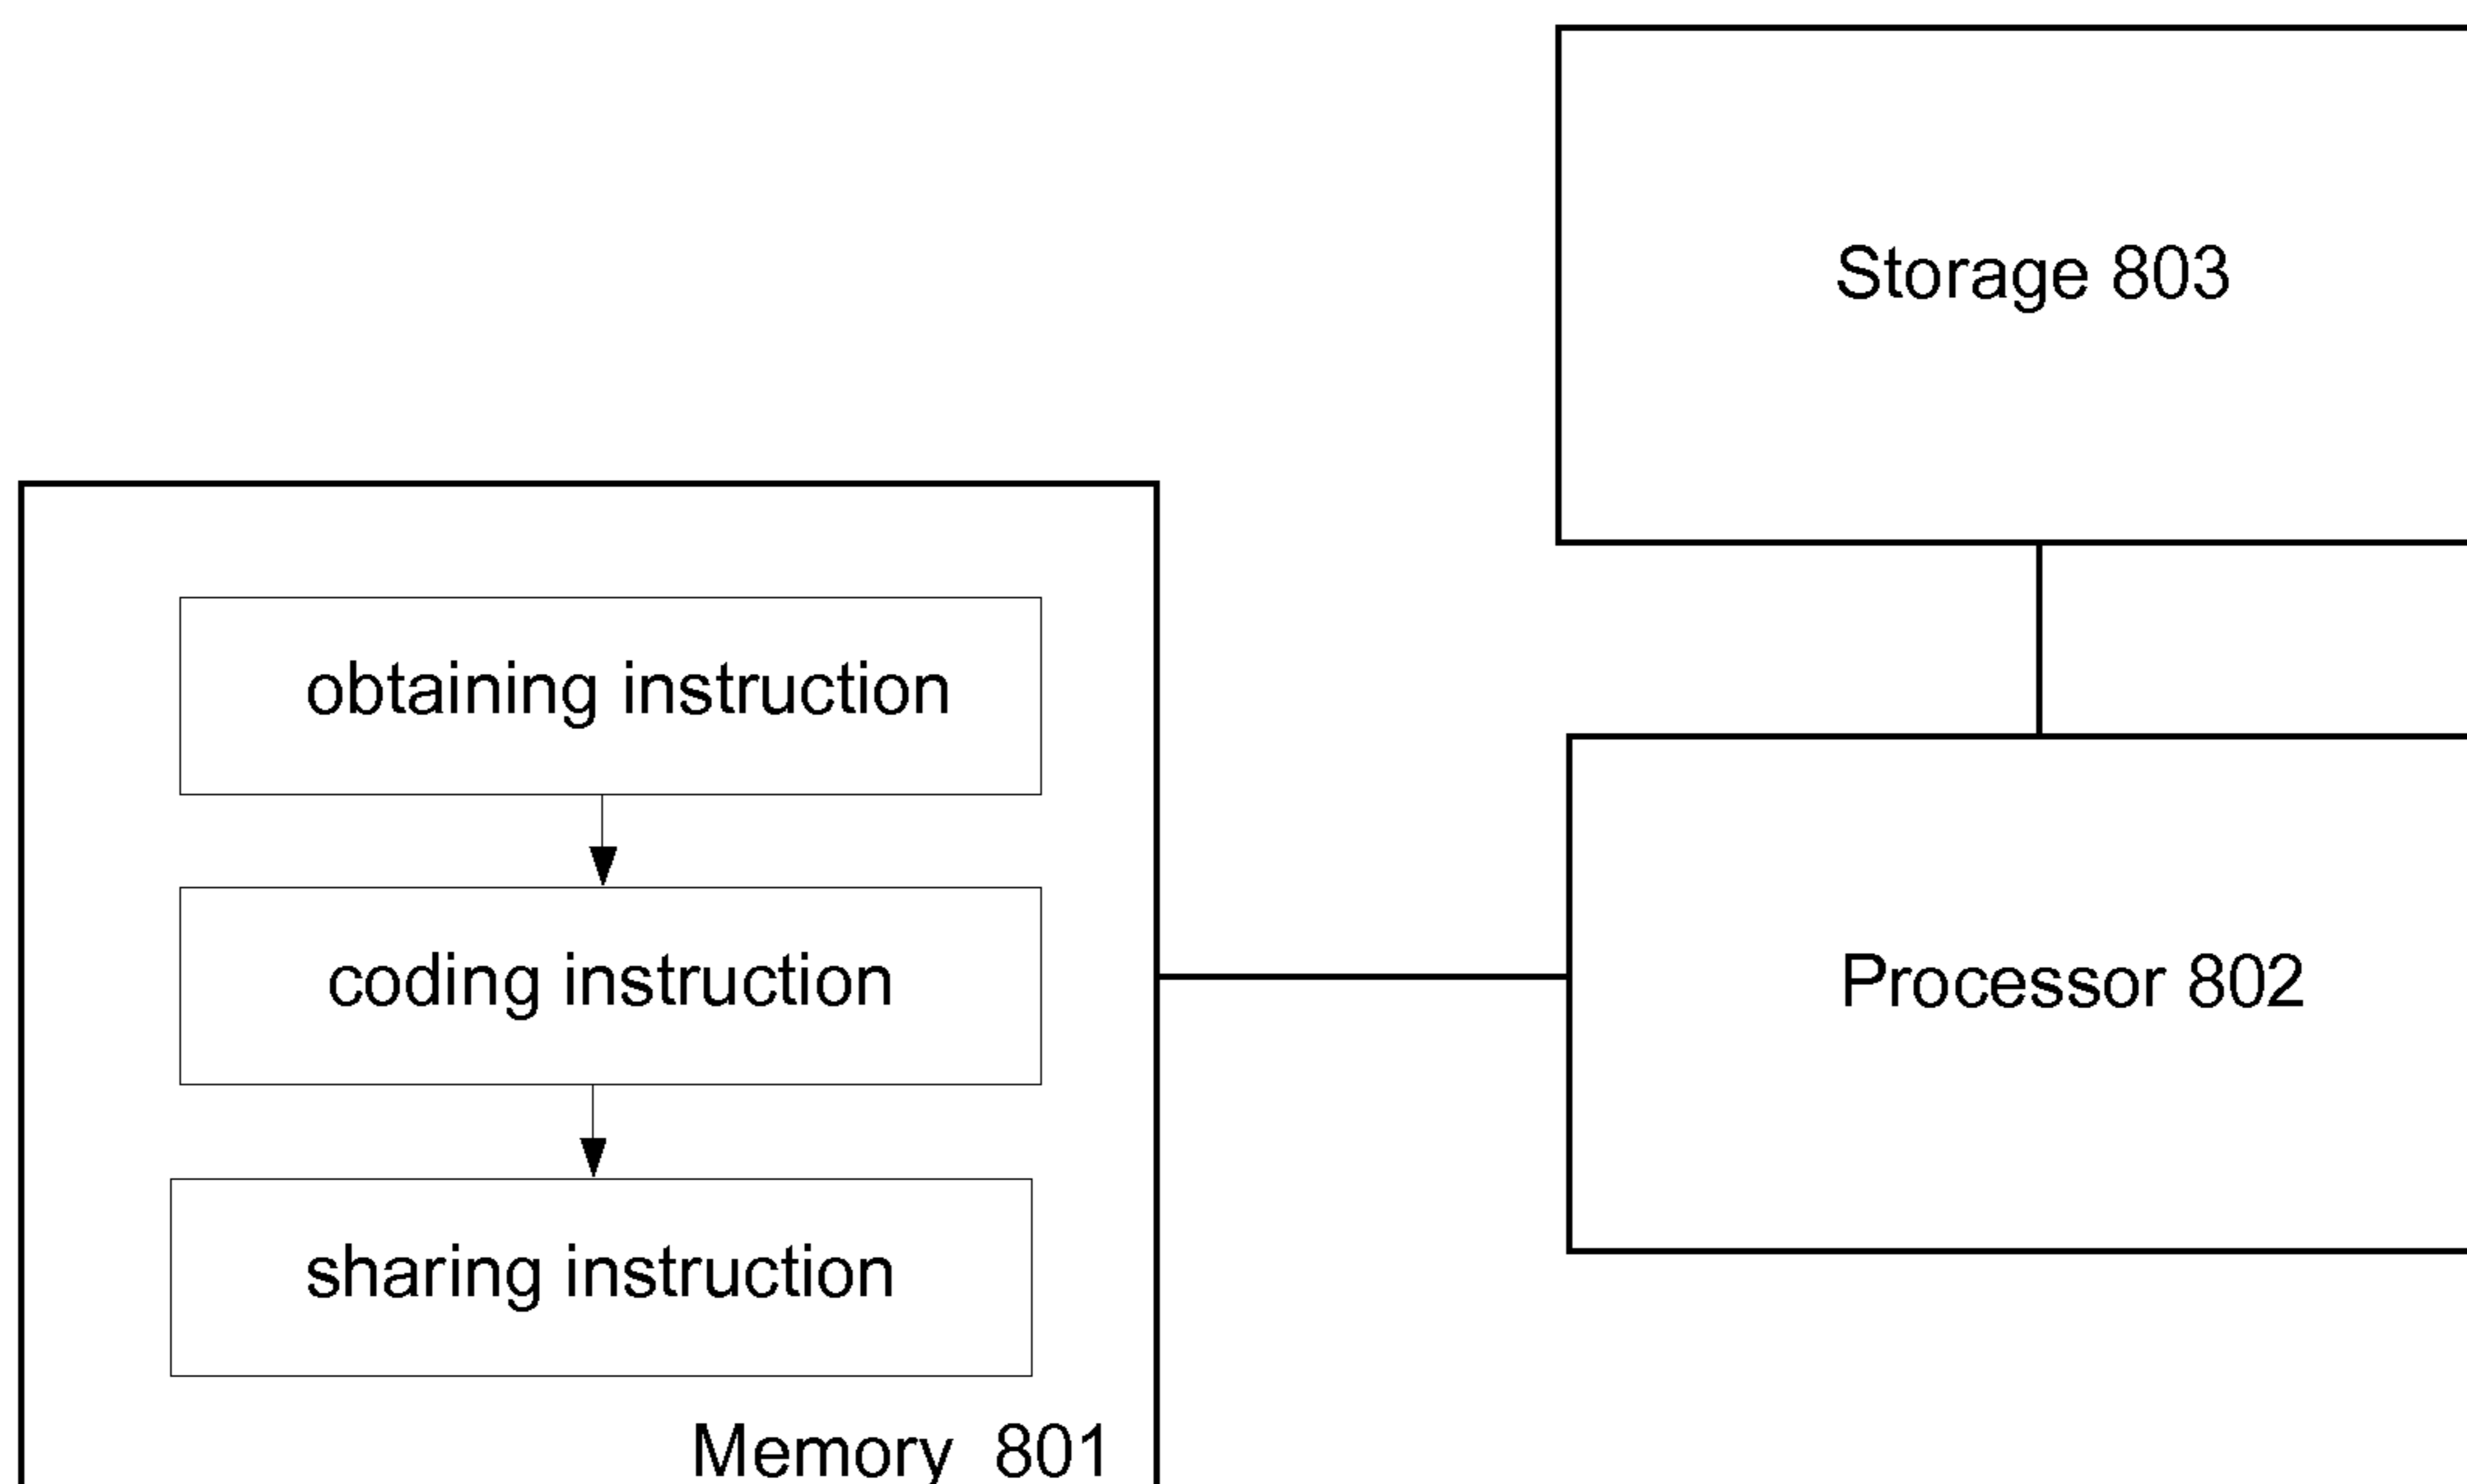 Storage 803
obtaining instruction
coding instruction
Processor 802
sharing instruction
Memory 801